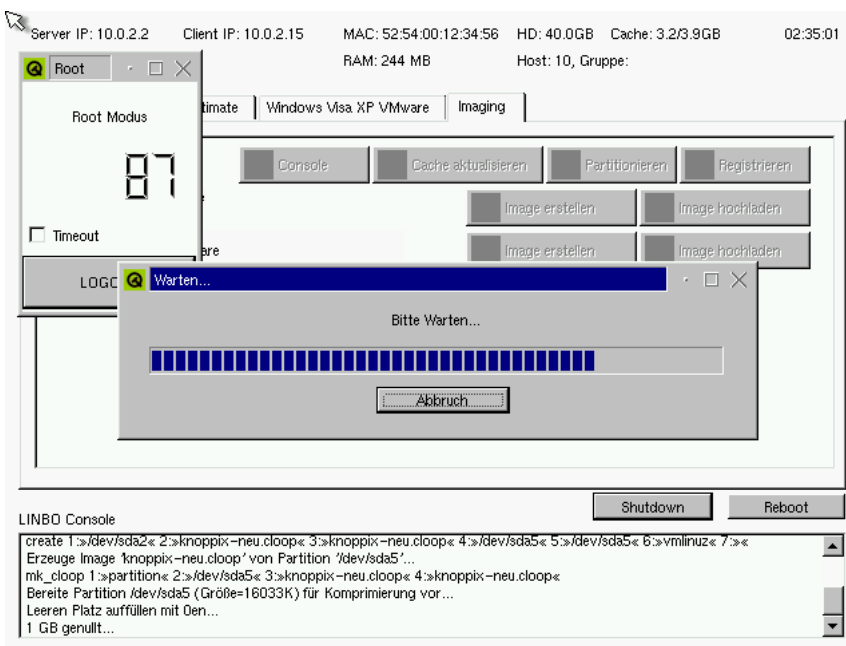 Server IP: 10.0.2.2 Client IP: 10.0.2.15 MAC: 52:54:00:12:34:56 HD: 40.0GB Cache: 3.2/3.9GB 02:35:01
RAM: 244 MB Host: 10, Gruppe:
Root
Root Modus
87
Timeout
Windows Visa XP VMware Imaging
Console Cache aktualisieren Partitionieren Registrieren
Image erstellen Image hochladen
Image erstellen Image hochladen
Warten...
Bitte Warten...
Abbruch
Shutdown Reboot
LINBO Console
create 1:»/dev/sda2« 2:»knoppix-neu.cloop« 3:»knoppix-neu.cloop« 4:»/dev/sda5« 5:»/dev/sda5« 6:»vmlinuz« 7:»«
Erzeuge Image 'knoppix-neu.cloop' von Partition '/dev/sda5'...
mk_cloop 1:»partition« 2:»/dev/sda5« 3:»knoppix-neu.cloop« 4:»knoppix-neu.cloop«
Bereite Partition /dev/sda5 (Größe=16033K) für Komprimierung vor...
Leeren Platz auffüllen mit 0en...
1 GB genullt...